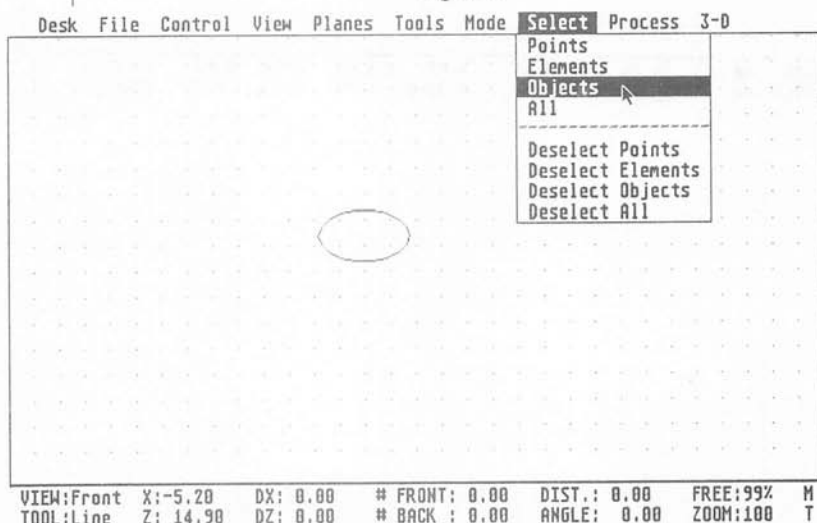 Desk File Control View Planes Tools Mode Select Process 3-D
Points
Elements
Objects
All
Deselect Points
Deselect Elements
Deselect Objects
Deselect All
VIEW:Front X:-5.20 DX: 0.00 # FRONT: 0.00 DIST.: 0.00 FREE:99% M
TOOL:Line Z: 14.90 DZ: 0.00 # BACK : 0.00 ANGLE: 0.00 ZOOM:100 T